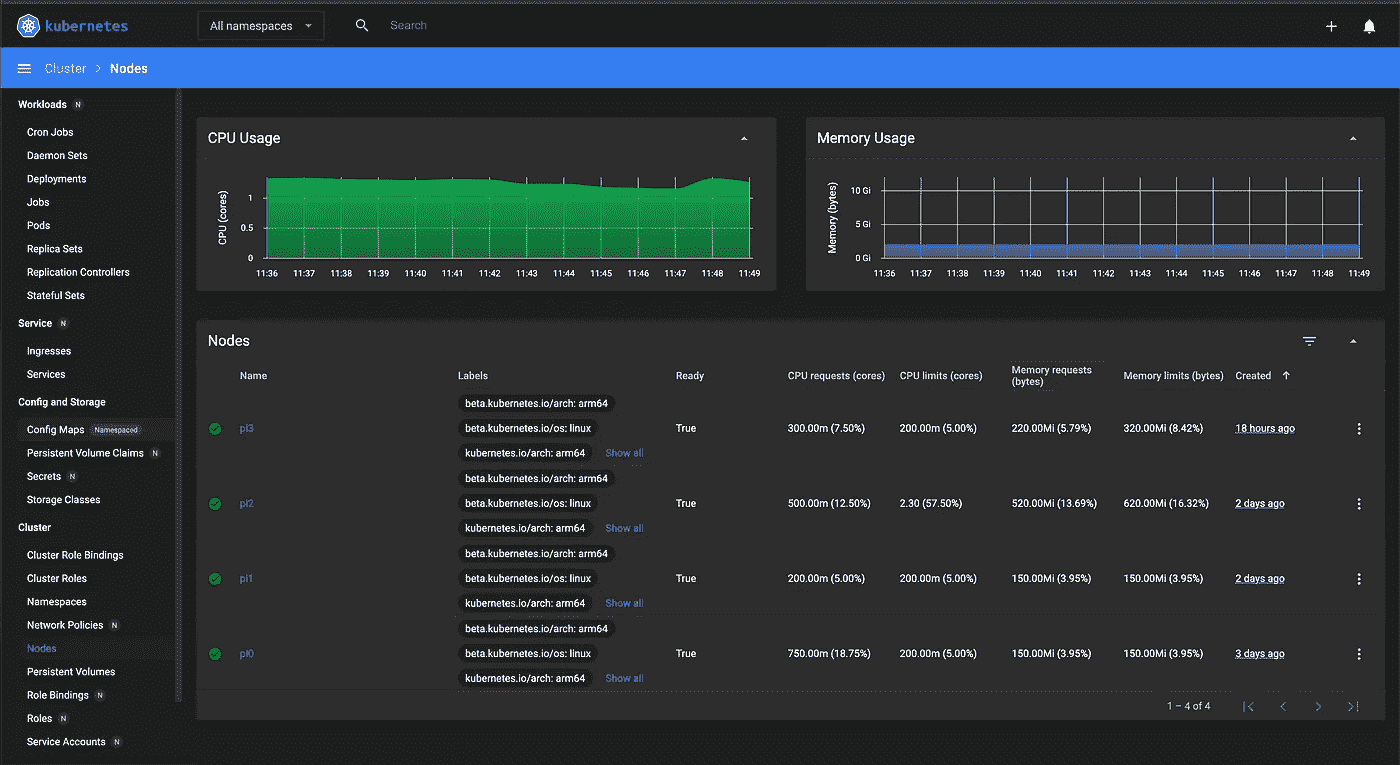 kubernetes
All namespaces
Search
Cluster > Nodes
Workloads N
Cron Jobs
Daemon Sets
Deployments
Jobs
Pods
Replica Sets
Replication Controllers
Stateful Sets
Service N
Ingresses
Services
Config and Storage
Config Maps Namespaced
Persistent Volume Claims N
Secrets N
Storage Classes
Cluster
Cluster Role Bindings
Cluster Roles
Namespaces
Network Policies N
Nodes
Persistent Volumes
Role Bindings N
Roles N
Service Accounts N
CPU Usage
CPU (cores)
1
0.5
0
11:36 11:37 11:38 11:39 11:40 11:41 11:42 11:43 11:44 11:45 11:46 11:47 11:48 11:49
Memory Usage
Memory (bytes)
10 Gi
5 Gi
0 Gi
11:36 11:37 11:38 11:39 11:40 11:41 11:42 11:43 11:44 11:45 11:46 11:47 11:48 11:49
Nodes
Name Labels Ready CPU requests (cores) CPU limits (cores) Memory requests (bytes) Memory limits (bytes) Created
beta.kubernetes.io/arch: arm64
pi3 beta.kubernetes.io/os: linux True 300.00m (7.50%) 200.00m (5.00%) 220.00Mi (5.79%) 320.00Mi (8.42%) 18 hours ago
kubernetes.io/arch: arm64 Show all
beta.kubernetes.io/arch: arm64
pi2 beta.kubernetes.io/os: linux True 500.00m (12.50%) 2.30 (57.50%) 520.00Mi (13.69%) 620.00Mi (16.32%) 2 days ago
kubernetes.io/arch: arm64 Show all
beta.kubernetes.io/arch: arm64
pi1 beta.kubernetes.io/os: linux True 200.00m (5.00%) 200.00m (5.00%) 150.00Mi (3.95%) 150.00Mi (3.95%) 2 days ago
kubernetes.io/arch: arm64 Show all
beta.kubernetes.io/arch: arm64
pi0 beta.kubernetes.io/os: linux True 750.00m (18.75%) 200.00m (5.00%) 150.00Mi (3.95%) 150.00Mi (3.95%) 3 days ago
kubernetes.io/arch: arm64 Show all
1 – 4 of 4